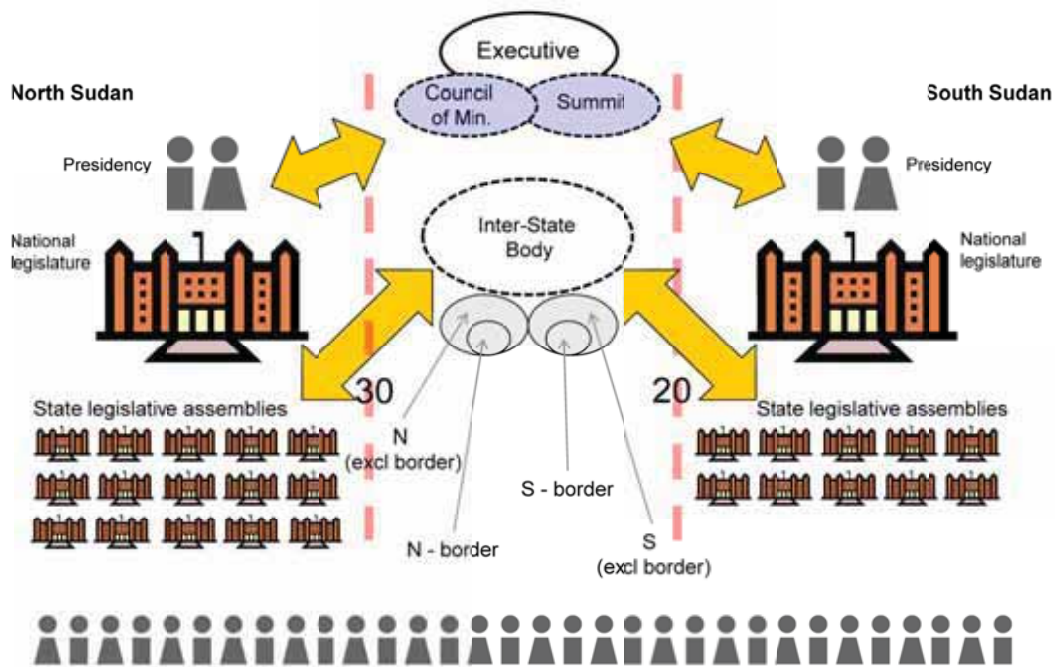 Executive
North Sudan
Council
of Min.
Summit
South Sudan
Presidency
Presidency
National
legislature
Inter-State
Body
National
legislature
30
20
State legislative assemblies
State legislative assemblies
N
(excl border)
S - border
N - border
S
(excl border)